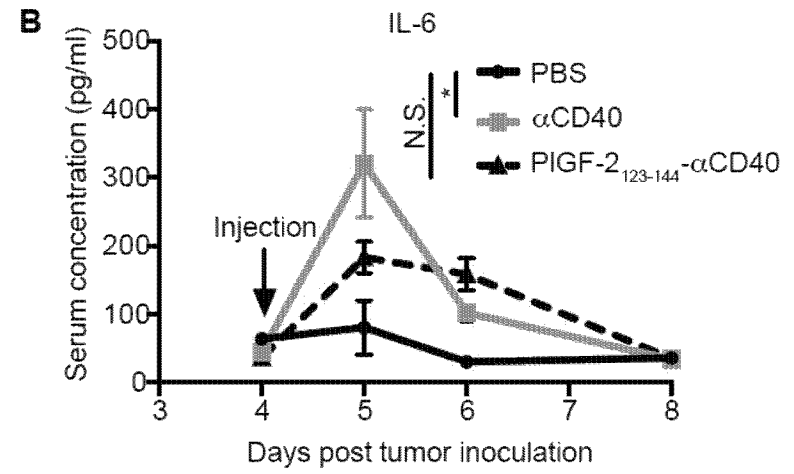 B
IL-6
Serum concentration (pg/ml)
500
400
300
200
100
0
Injection
N.S.
*
PBS
αCD40
PlGF-2123-144-αCD40
3 4 5 6 7 8
Days post tumor inoculation